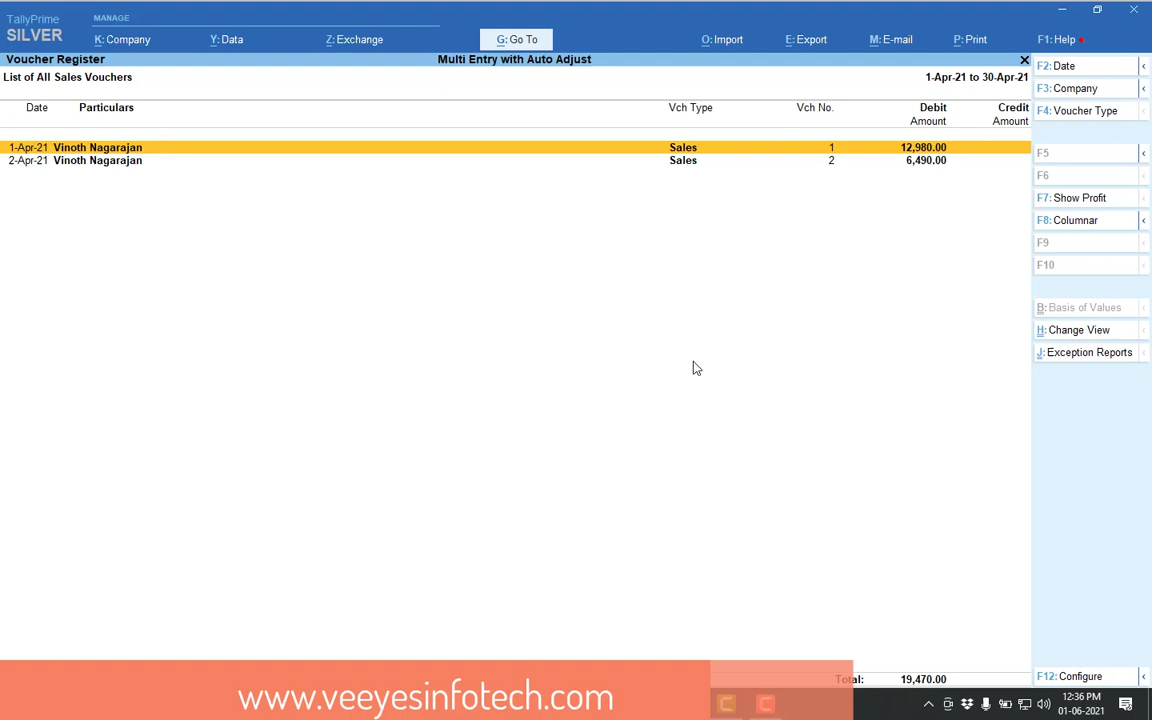 TallyPrime
SILVER
MANAGE
K: Company
Y: Data
Z: Exchange
G: Go To
O: Import
E: Export
M: E-mail
P: Print
F1: Help
Voucher Register
Multi Entry with Auto Adjust
List of All Sales Vouchers
1-Apr-21 to 30-Apr-21
Date Particulars Vch Type Vch No. Debit Credit
Amount Amount
1-Apr-21 Vinoth Nagarajan Sales 1 12,980.00
2-Apr-21 Vinoth Nagarajan Sales 2 6,490.00
F2: Date
F3: Company
F4: Voucher Type
F5
F6
F7: Show Profit
F8: Columnar
F9
F10
B: Basis of Values
H: Change View
J: Exception Reports
F12: Configure
Total: 19,470.00
www.veeyesinfotech.com
12:36 PM
01-06-2021